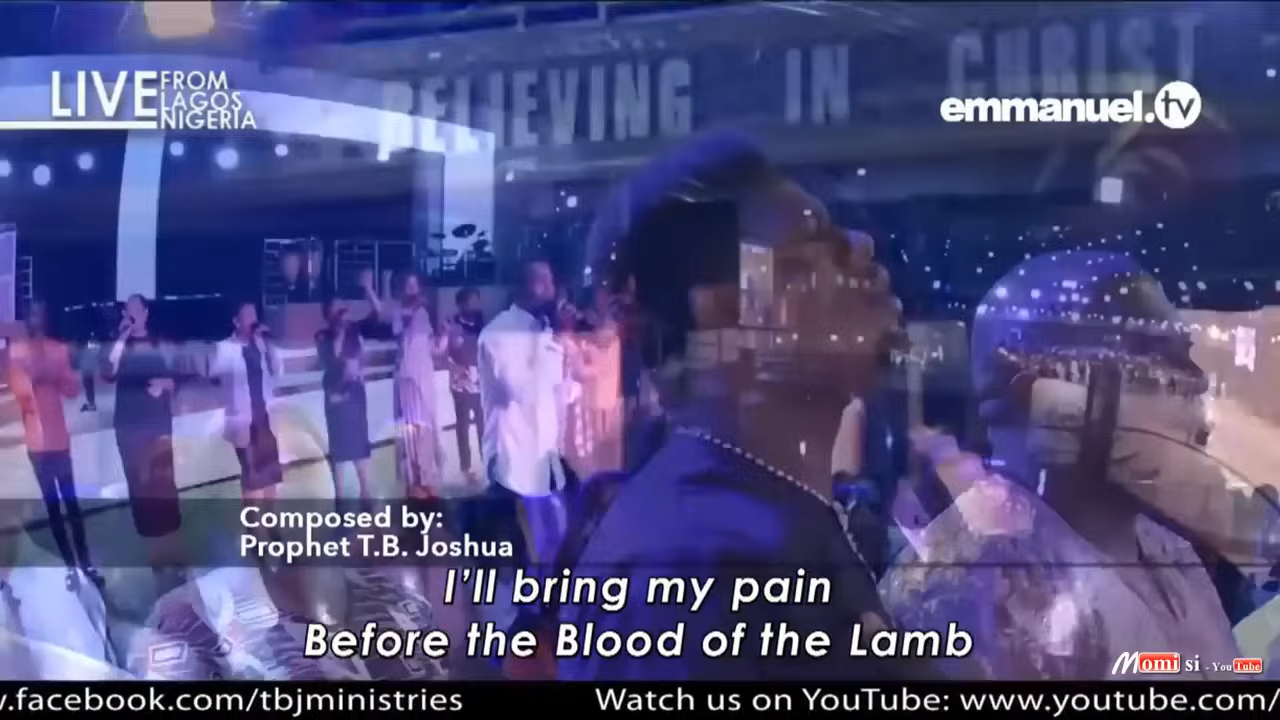 BELIEVING IN CHRIST
LIVE FROM LAGOS NIGERIA
emmanuel.tv
Composed by:
Prophet T.B. Joshua
I'll bring my pain
Before the Blood of the Lamb
Momi si - YouTube
.facebook.com/tbjministries Watch us on YouTube: www.youtube.com/